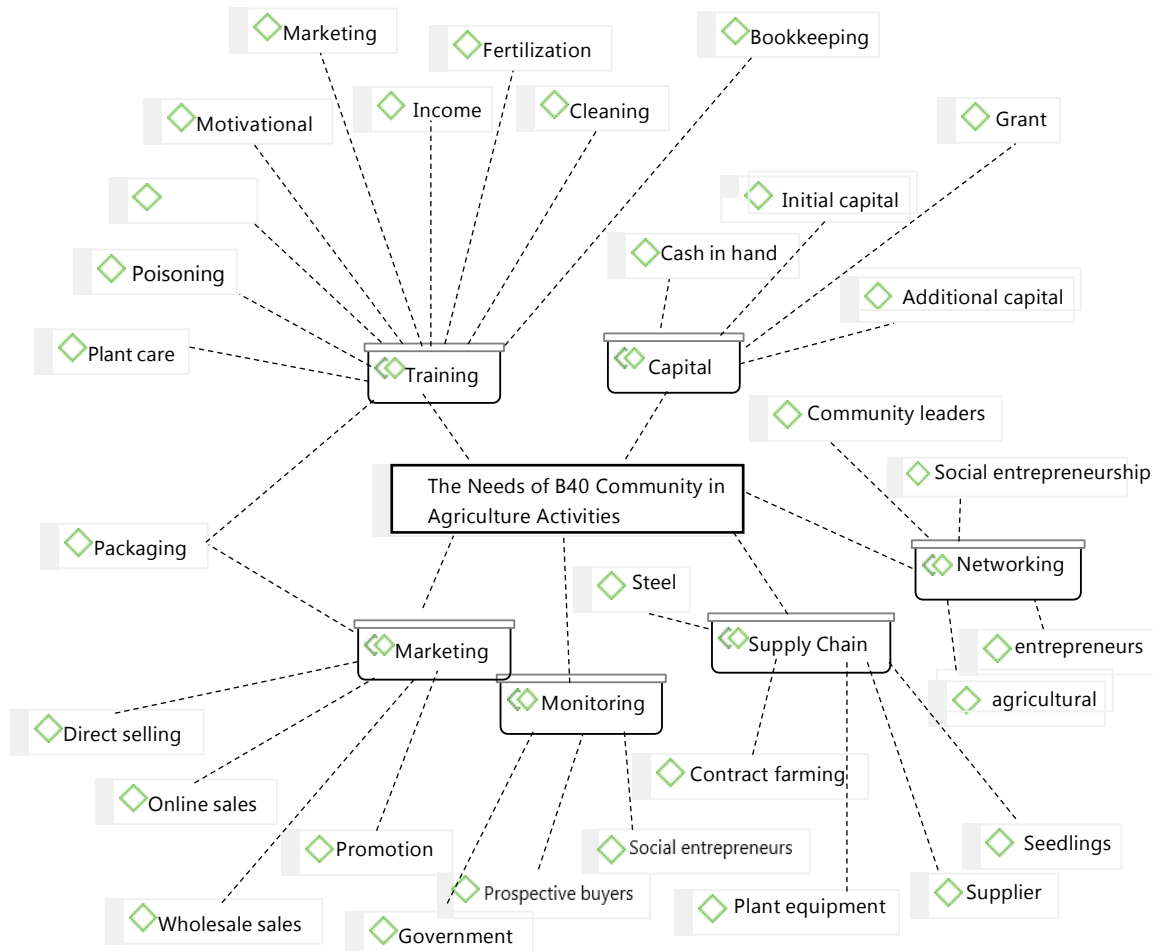 Marketing
Fertilization
Bookkeeping
Motivational
Income
Cleaning
Grant
Initial capital
Poisoning
Cash in hand
Additional capital
Plant care
Training
Capital
Community leaders
Social entrepreneurship
The Needs of B40 Community in
Agriculture Activities
Packaging
Networking
Steel
Marketing
Supply Chain
entrepreneurs
Monitoring
agricultural
Direct selling
Contract farming
Online sales
Promotion
Social entrepreneurs
Seedlings
Prospective buyers
Supplier
Wholesale sales
Government
Plant equipment